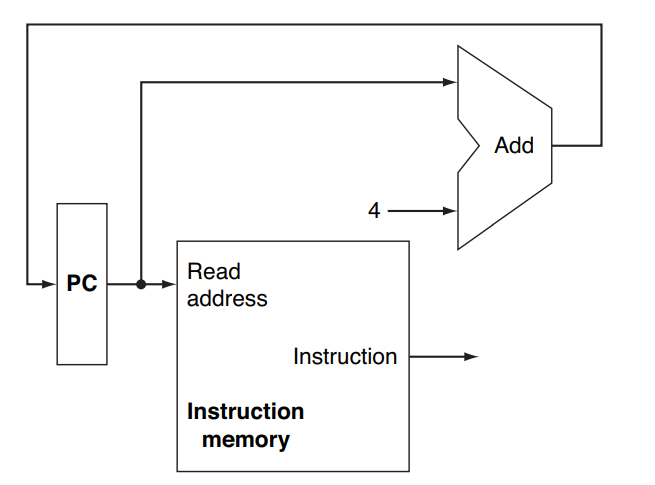 Add
4
PC
Read
address
Instruction
Instruction
memory